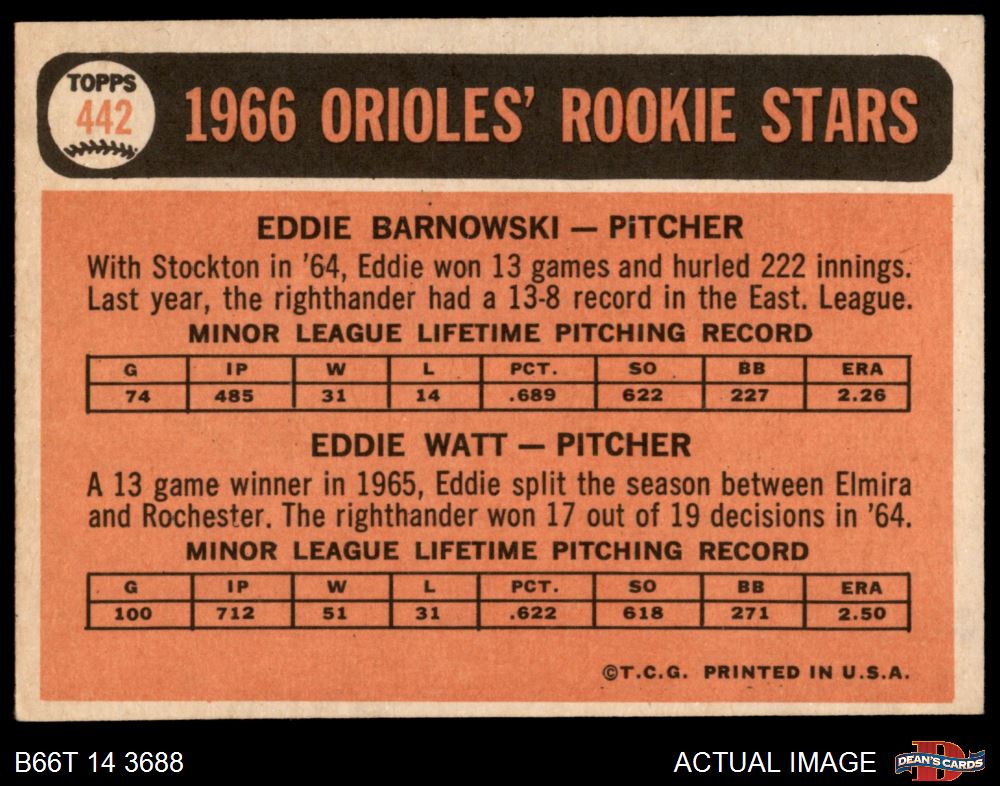 TOPPS
442
1966 ORIOLES' ROOKIE STARS
EDDIE BARNOWSKI — PiTCHER
With Stockton in '64, Eddie won 13 games and hurled 222 innings.
Last year, the righthander had a 13-8 record in the East. League.
MINOR LEAGUE LIFETIME PITCHING RECORD
G IP W L PCT. SO BB ERA
74 485 31 14 .689 622 227 2.26
EDDIE WATT — PITCHER
A 13 game winner in 1965, Eddie split the season between Elmira
and Rochester. The righthander won 17 out of 19 decisions in '64.
MINOR LEAGUE LIFETIME PITCHING RECORD
G IP W L PCT. SO BB ERA
100 712 51 31 .622 618 271 2.50
©T.C.G. PRINTED IN U.S.A.
B66T 14 3688 ACTUAL IMAGE D DEAN'S CARDS